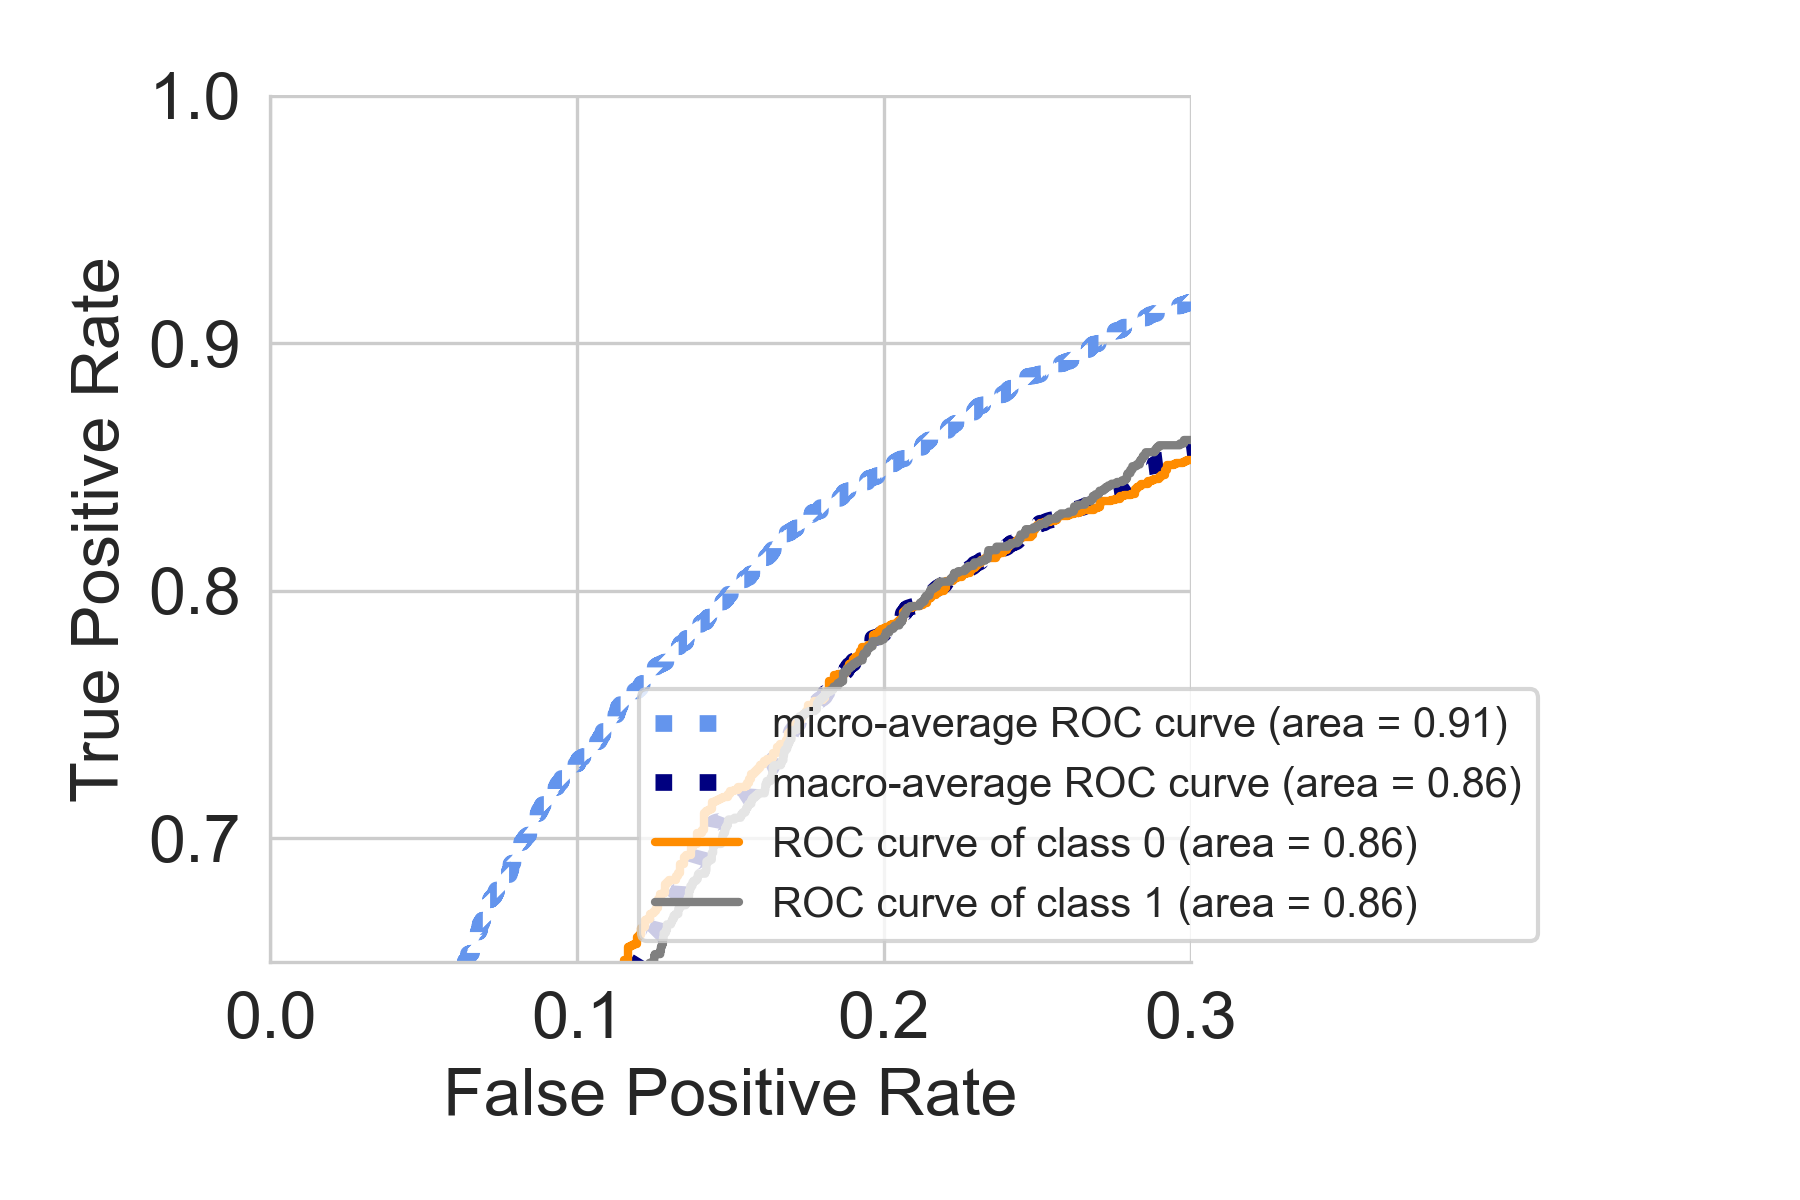 1.0
0.9
0.8
0.7
True Positive Rate
micro-average ROC curve (area = 0.91)
macro-average ROC curve (area = 0.86)
ROC curve of class 0 (area = 0.86)
ROC curve of class 1 (area = 0.86)
0.0 0.1 0.2 0.3
False Positive Rate